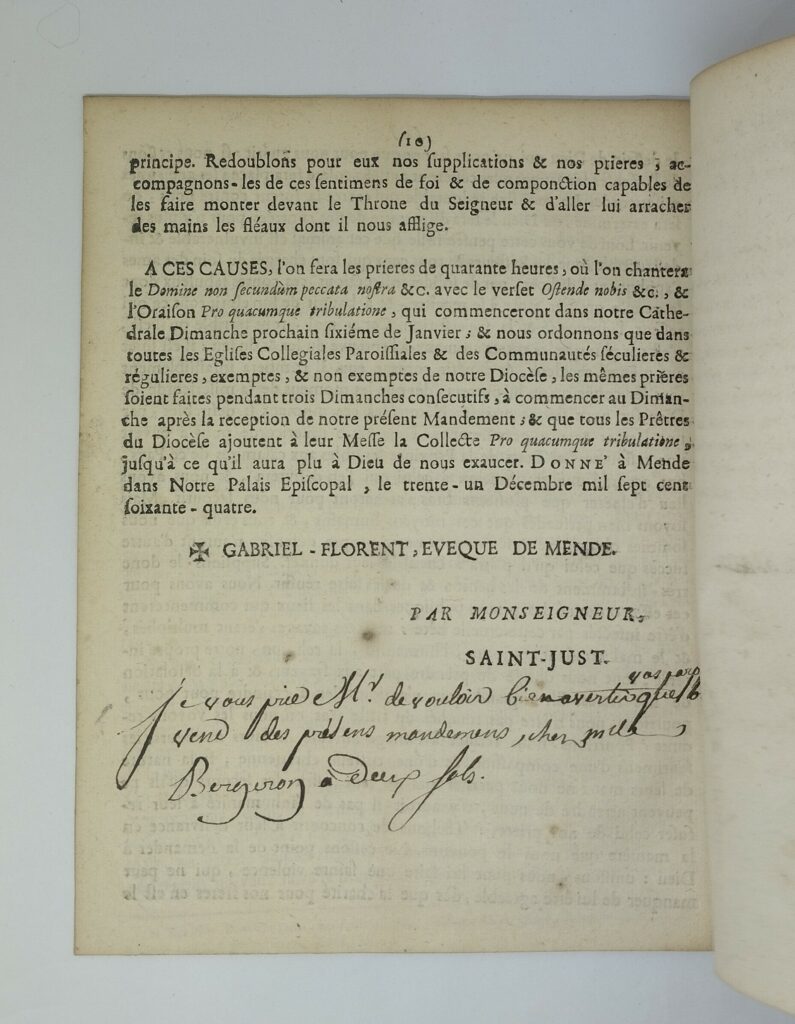 (10)
principe. Redoublons pour eux nos ſupplications & nos prieres ; ac-
compagnons-les de ces ſentimens de foi & de componction capables de
les faire monter devant le Throne du Seigneur & d'aller lui arracher
des mains les fléaux dont il nous afflige.
A CES CAUSES, l'on fera les prieres de quarante heures, où l'on chantera
le Domine non ſecundùm peccata noſtra &c. avec le verſet Oſtende nobis &c., &
l'Oraiſon Pro quacumque tribulatione, qui commenceront dans notre Cathe-
drale Dimanche prochain ſixiéme de Janvier ; & nous ordonnons que dans
toutes les Egliſes Collegiales Paroiſſiales & des Communautés ſéculieres &
régulieres, exemptes, & non exemptes de notre Diocèſe, les mêmes prières
ſoient faites pendant trois Dimanches conſecutifs, à commencer au Diman-
che après la reception de notre préſent Mandement ; & que tous les Prêtres
du Diocèſe ajoutent à leur Meſſe la Collecte Pro quacumque tribulatione,
juſqu'à ce qu'il aura plu à Dieu de nous exaucer. DONNE' à Mende
dans Notre Palais Epiſcopal, le trente-un Décembre mil ſept cent
ſoixante-quatre.
✠ GABRIEL-FLORENT, EVEQUE DE MENDE.
PAR MONSEIGNEUR,
SAINT-JUST.
vos
je vous prie Mr. de vouloir bien avertir
vend des présens mandemens, ches
Bergeron a Deux sols.